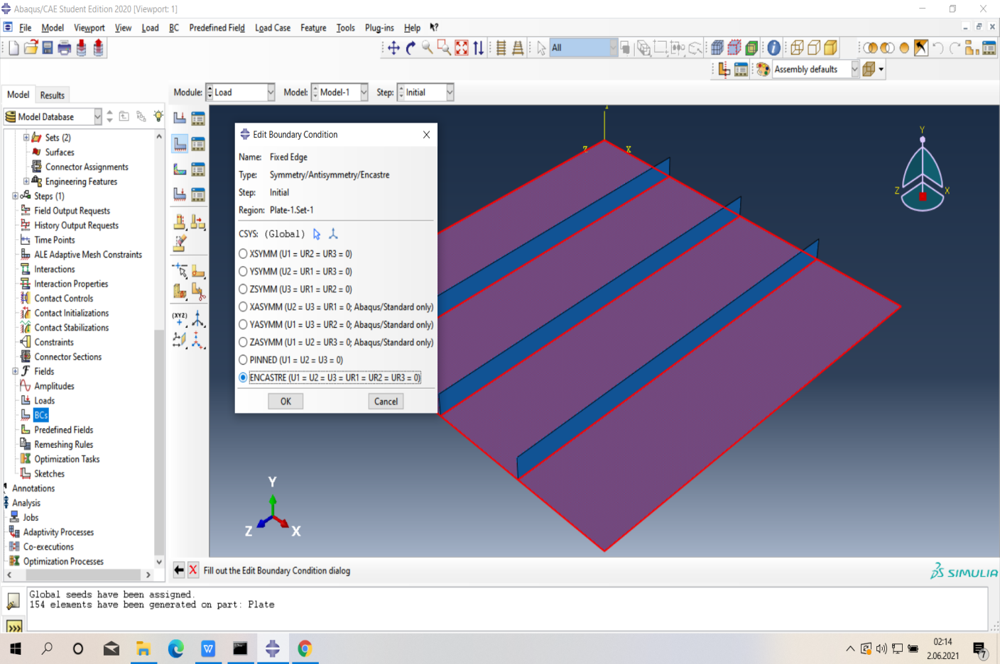 Abaqus/CAE Student Edition 2020 [Viewport: 1]
File Model Viewport View Load BC Predefined Field Load Case Feature Tools Plug-ins Help
All
Assembly defaults
Model Results
Module: Load Model: Model-1 Step: Initial
Model Database
Sets (2)
Surfaces
Connector Assignments
Engineering Features
Steps (1)
Field Output Requests
History Output Requests
Time Points
ALE Adaptive Mesh Constraints
Interactions
Interaction Properties
Contact Controls
Contact Initializations
Contact Stabilizations
Constraints
Connector Sections
Fields
Amplitudes
Loads
BCs
Predefined Fields
Remeshing Rules
Optimization Tasks
Sketches
Annotations
Analysis
Jobs
Adaptivity Processes
Co-executions
Optimization Processes
(XYZ)
Edit Boundary Condition
Name: Fixed Edge
Type: Symmetry/Antisymmetry/Encastre
Step: Initial
Region: Plate-1.Set-1
CSYS: (Global)
XSYMM (U1 = UR2 = UR3 = 0)
YSYMM (U2 = UR1 = UR3 = 0)
ZSYMM (U3 = UR1 = UR2 = 0)
XASYMM (U2 = U3 = UR1 = 0; Abaqus/Standard only)
YASYMM (U1 = U3 = UR2 = 0; Abaqus/Standard only)
ZASYMM (U1 = U2 = UR3 = 0; Abaqus/Standard only)
PINNED (U1 = U2 = U3 = 0)
ENCASTRE (U1 = U2 = U3 = UR1 = UR2 = UR3 = 0)
OK Cancel
Z X
Y
Z X
Y
Z X
Fill out the Edit Boundary Condition dialog
SIMULIA
Global seeds have been assigned.
154 elements have been generated on part: Plate
>>>
02:14
2.06.2021
7